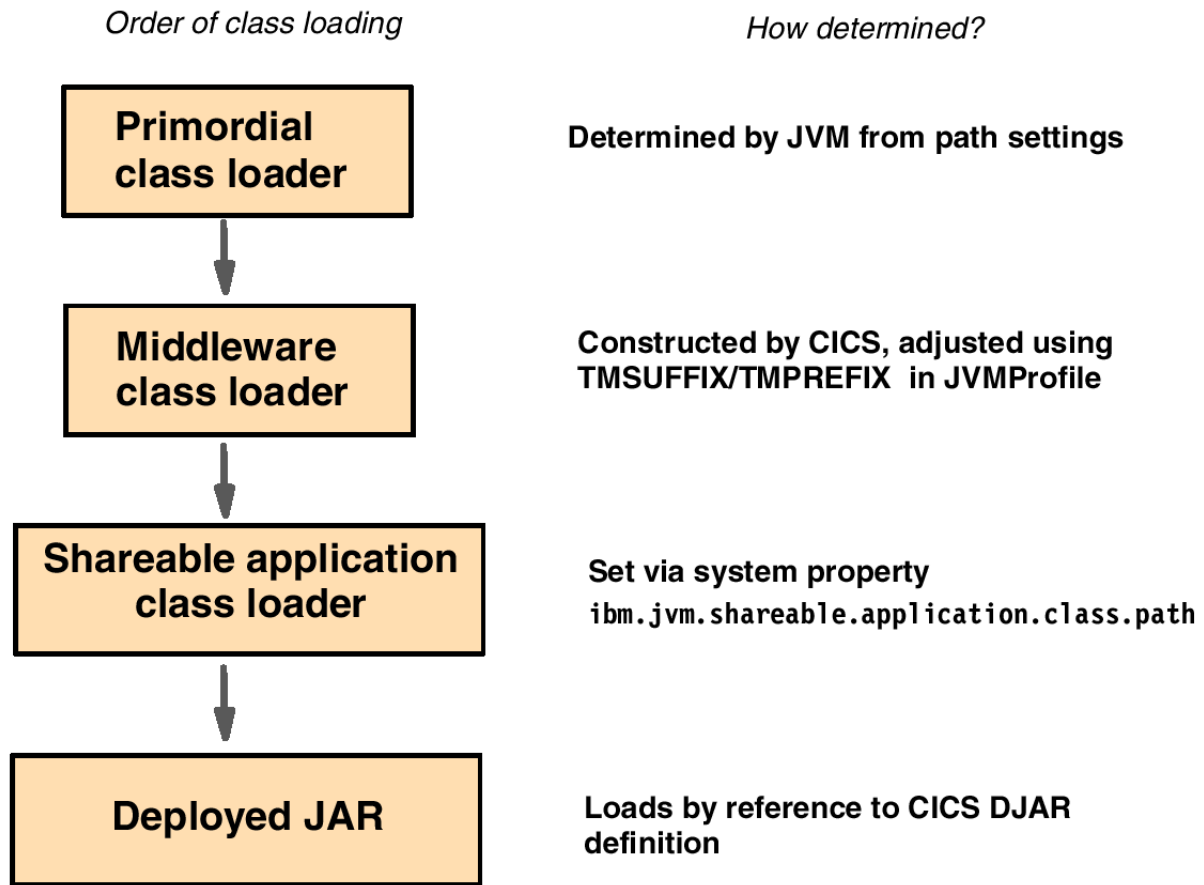 Order of class loading
How determined?
Primordial
class loader
Determined by JVM from path settings
Middleware
class loader
Constructed by CICS, adjusted using
TMSUFFIX/TMPREFIX in JVMProfile
Shareable application
class loader
Set via system property
ibm.jvm.shareable.application.class.path
Deployed JAR
Loads by reference to CICS DJAR
definition